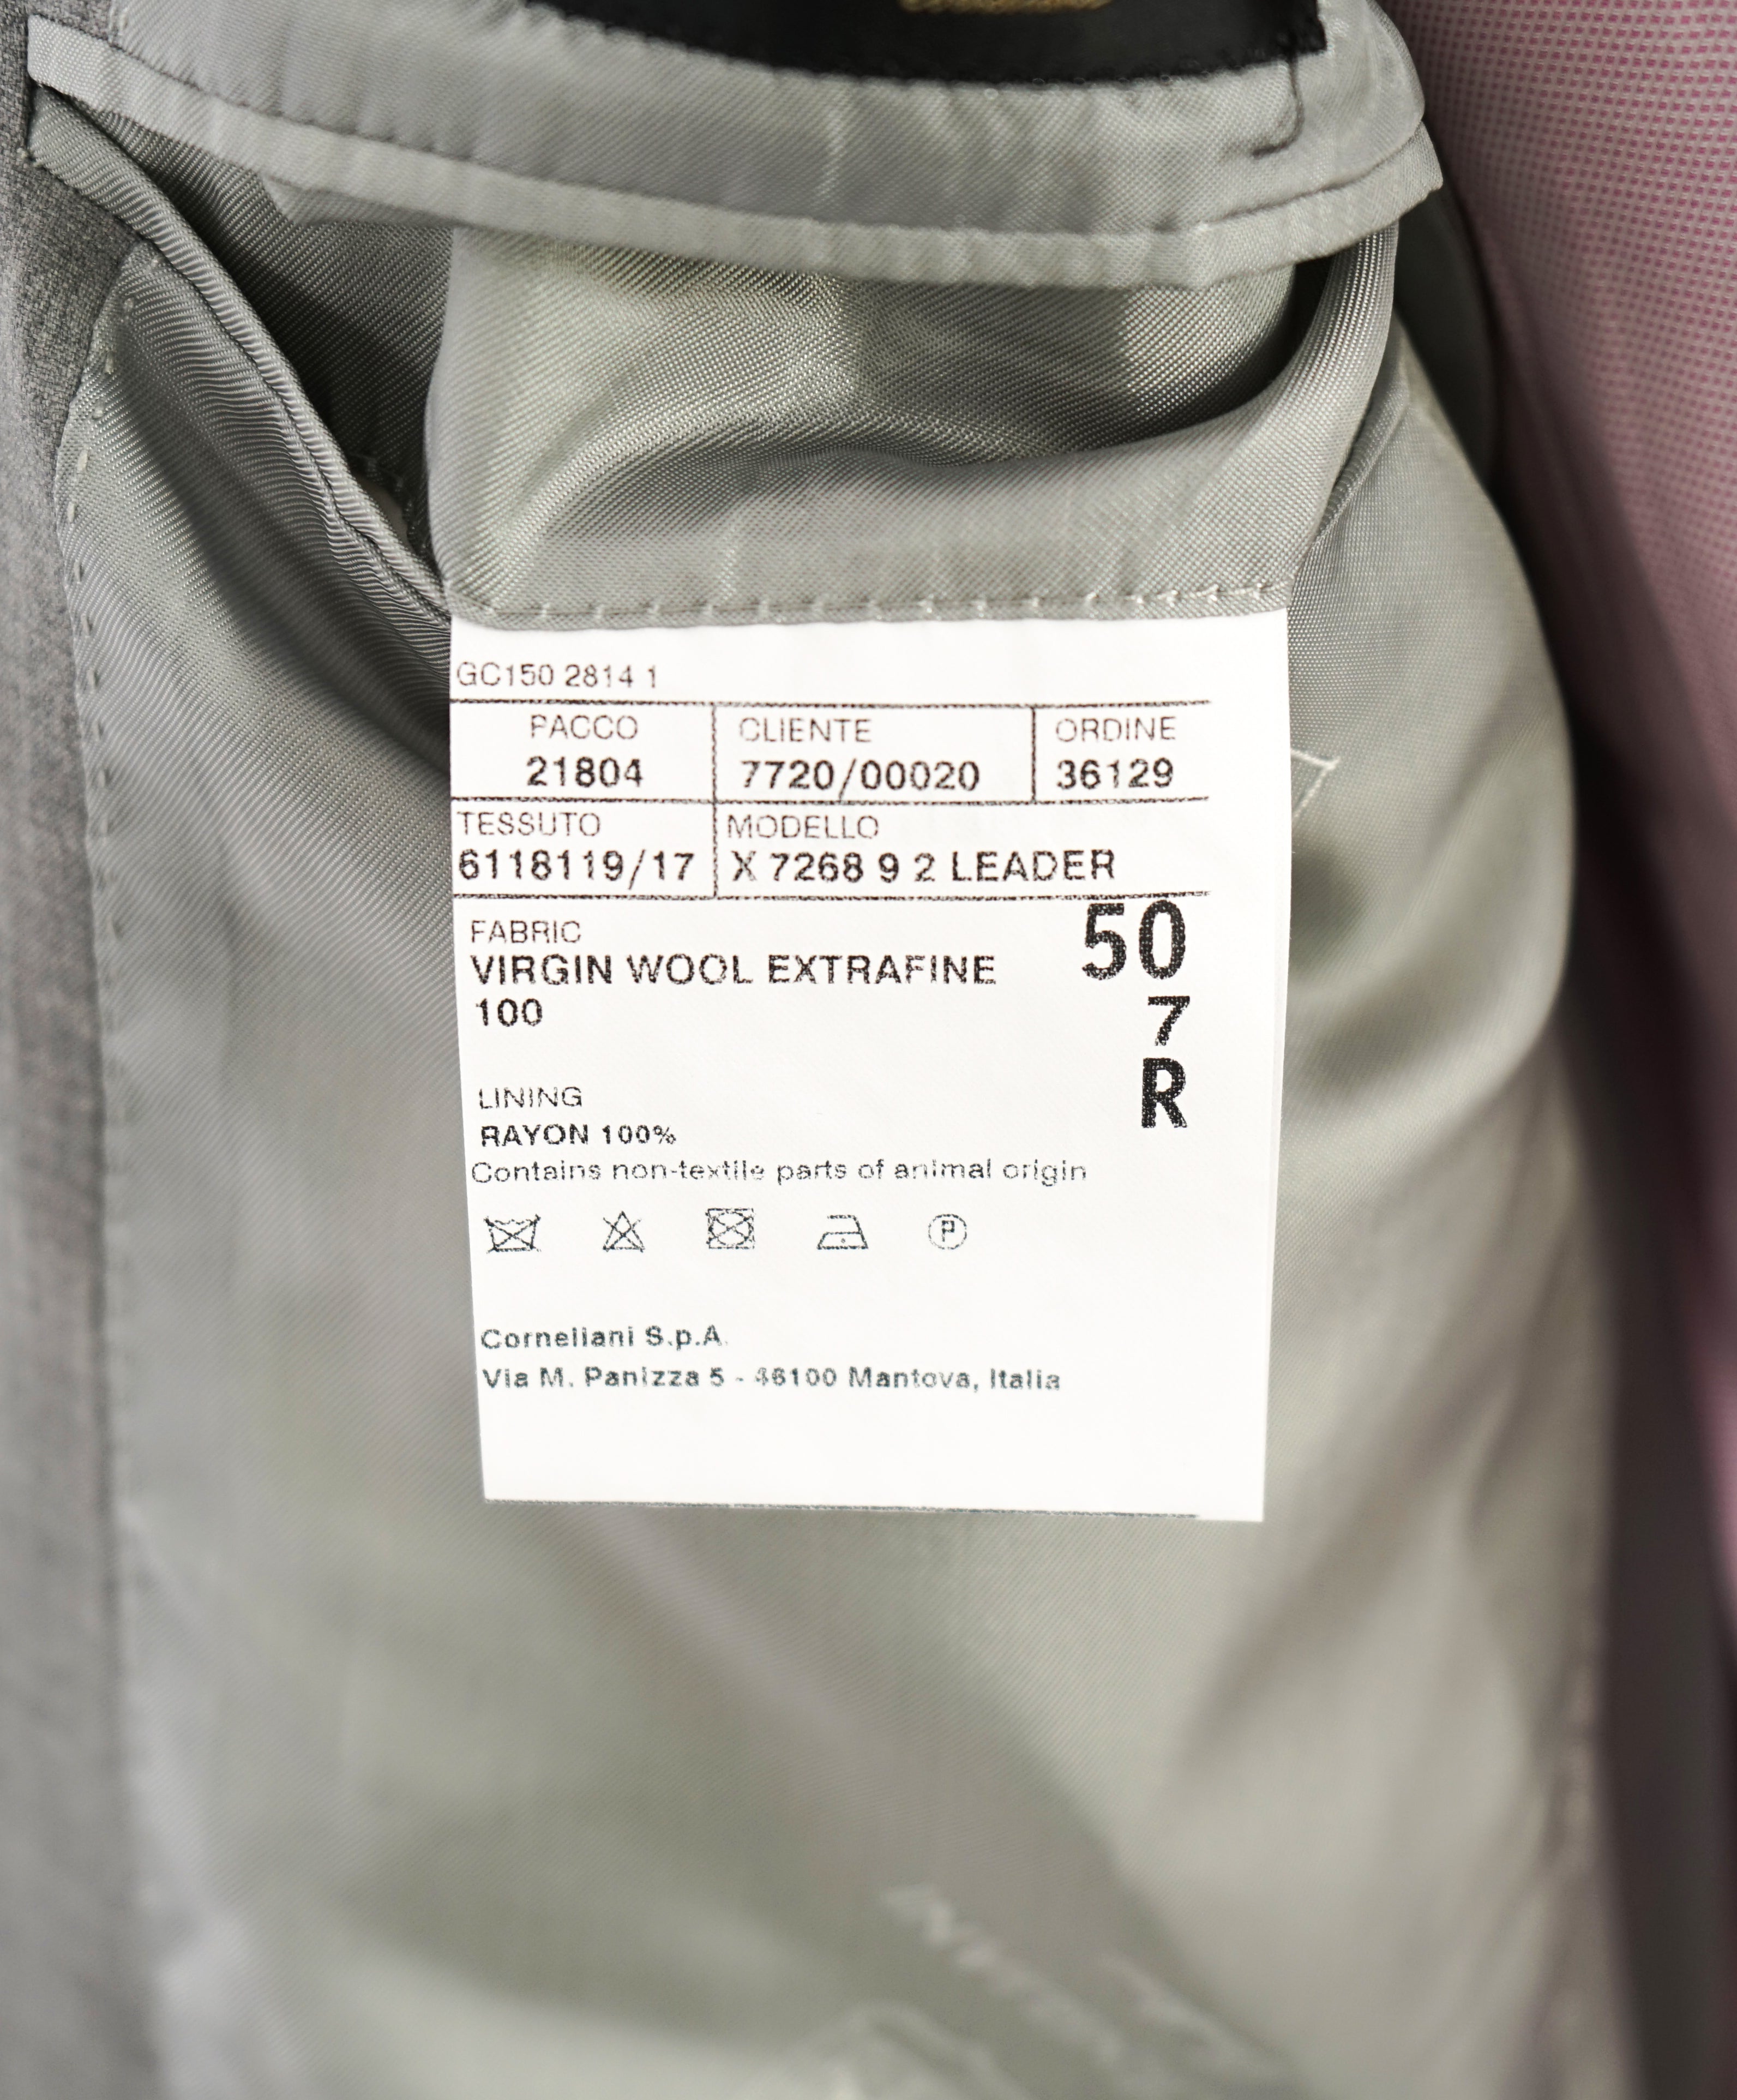 GC150 2814 1
PACCO CLIENTE ORDINE
21804 7720/00020 36129
TESSUTO MODELLO
6118119/17 X 7268 9 2 LEADER
FABRIC
VIRGIN WOOL EXTRAFINE
100
50
7
R
LINING
RAYON 100%
Contains non-textile parts of animal origin
P
Corneliani S.p.A.
Via M. Panizza 5 - 46100 Mantova, Italia